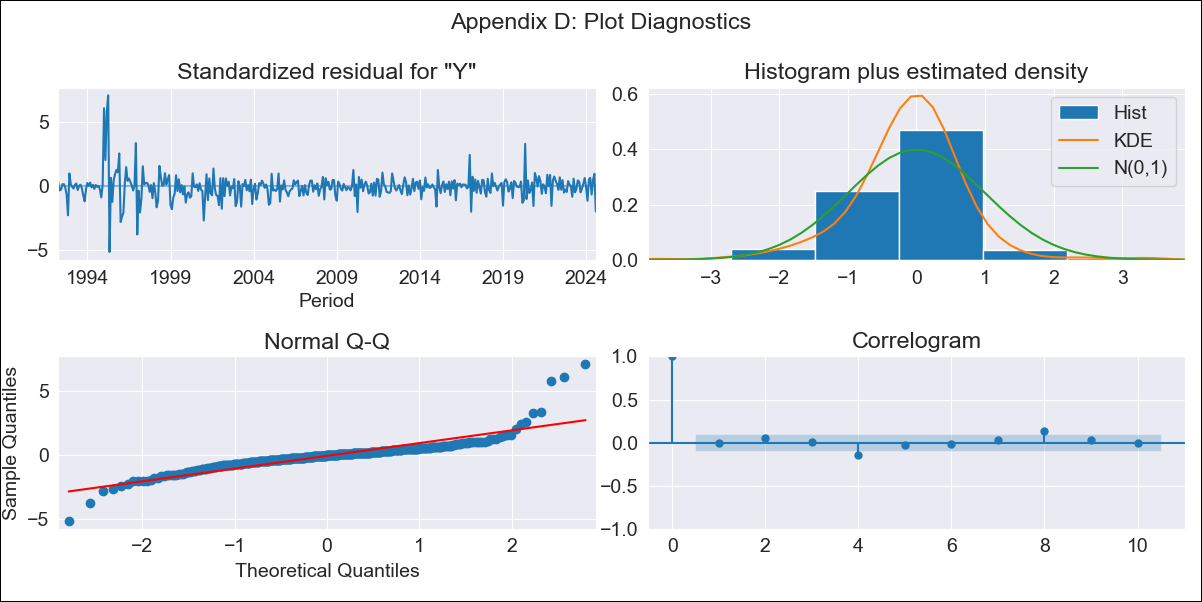 Appendix D: Plot Diagnostics
Standardized residual for "Y"
5
0
−5
1994 1999 2004 2009 2014 2019 2024
Period
Histogram plus estimated density
0.6
0.4
0.2
0.0
−3 −2 −1 0 1 2 3
Hist
KDE
N(0,1)
Normal Q-Q
Sample Quantiles
5
0
−5
−2 −1 0 1 2
Theoretical Quantiles
Correlogram
1.0
0.5
0.0
−0.5
−1.0
0 2 4 6 8 10